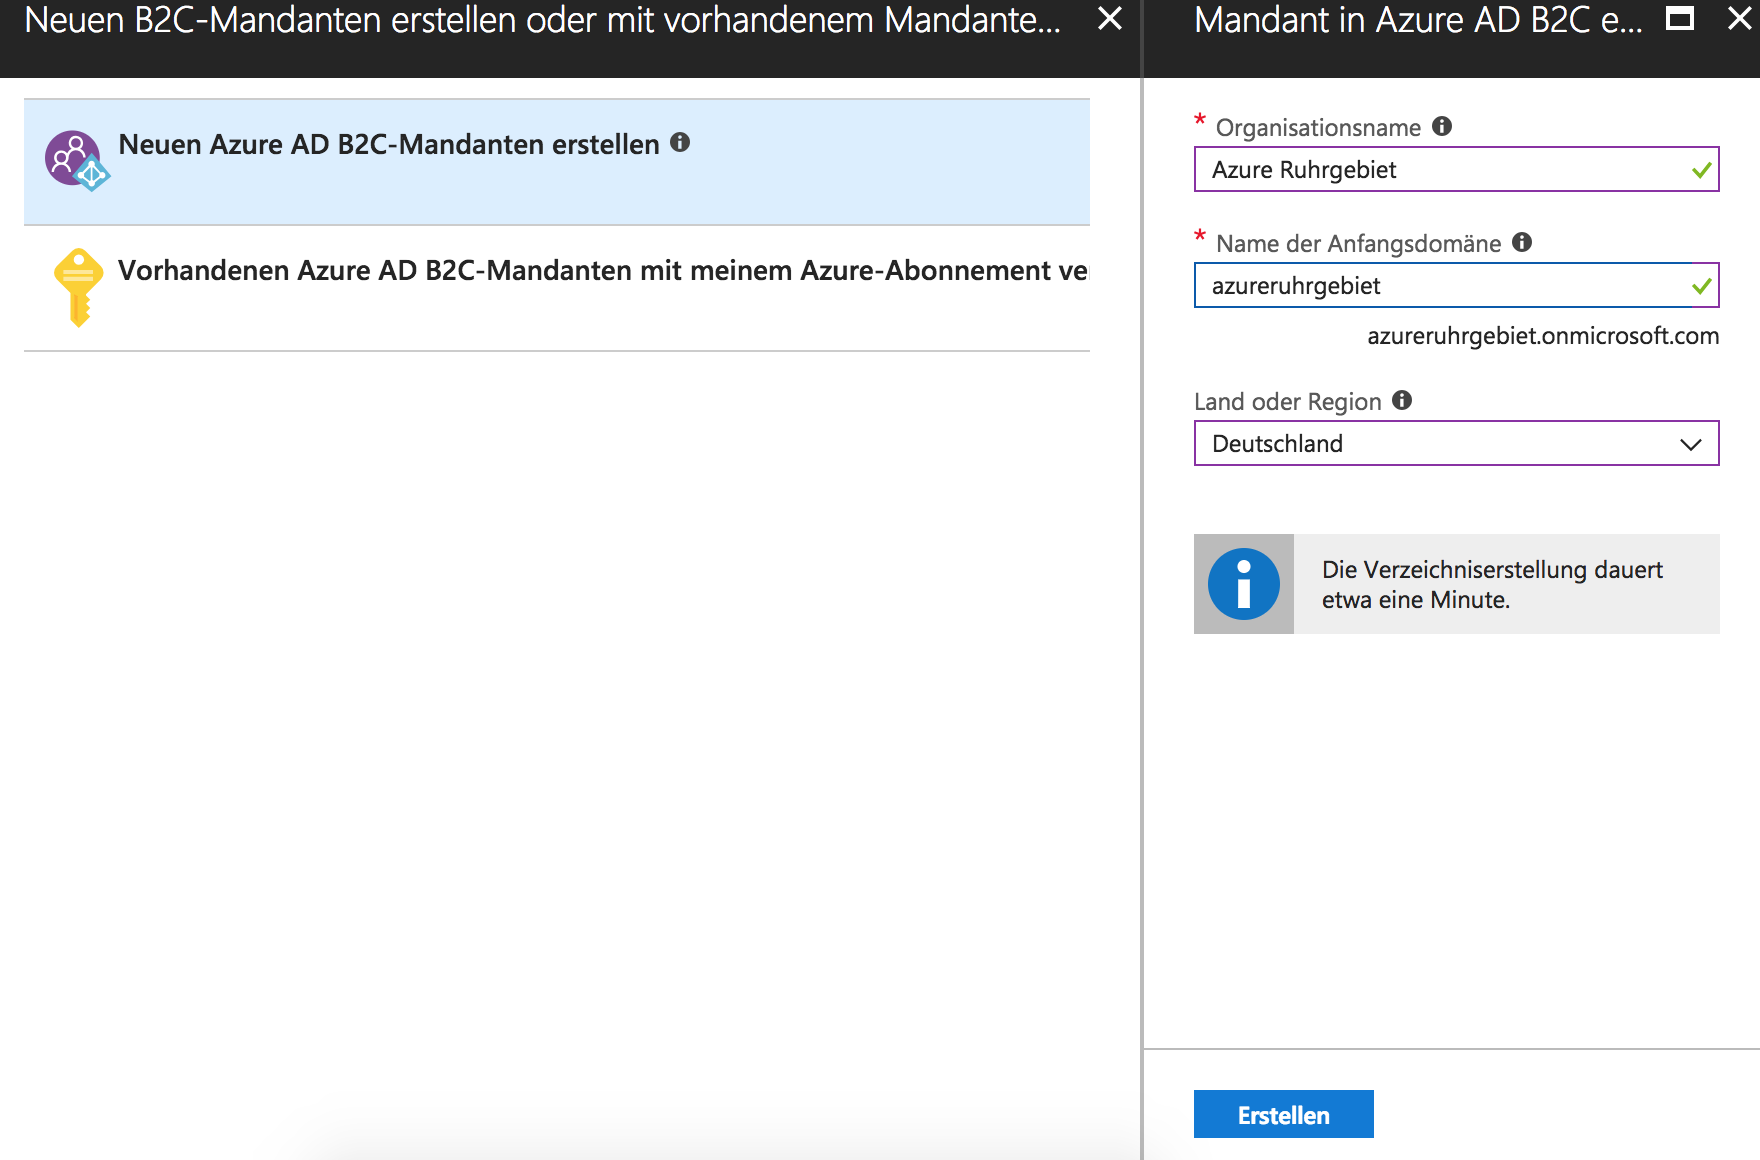 Neuen B2C-Mandanten erstellen oder mit vorhandenem Mandante...
Neuen Azure AD B2C-Mandanten erstellen
Vorhandenen Azure AD B2C-Mandanten mit meinem Azure-Abonnement ve
Mandant in Azure AD B2C e...
* Organisationsname
Azure Ruhrgebiet
* Name der Anfangsdomäne
azureruhrgebiet
azureruhrgebiet.onmicrosoft.com
Land oder Region
Deutschland
Die Verzeichniserstellung dauert
etwa eine Minute.
Erstellen